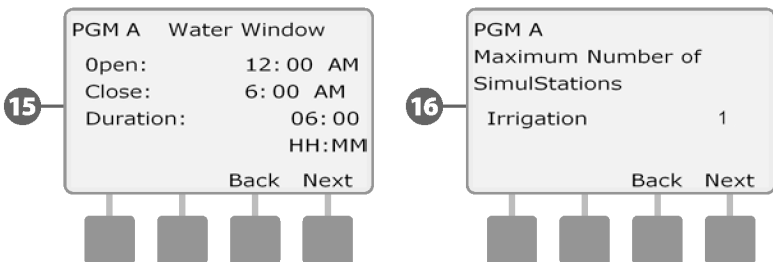 15
PGM A Water Window
Open: 12:00 AM
Close: 6:00 AM
Duration: 06:00
HH:MM
Back Next
16
PGM A
Maximum Number of
SimulStations
Irrigation 1
Back Next